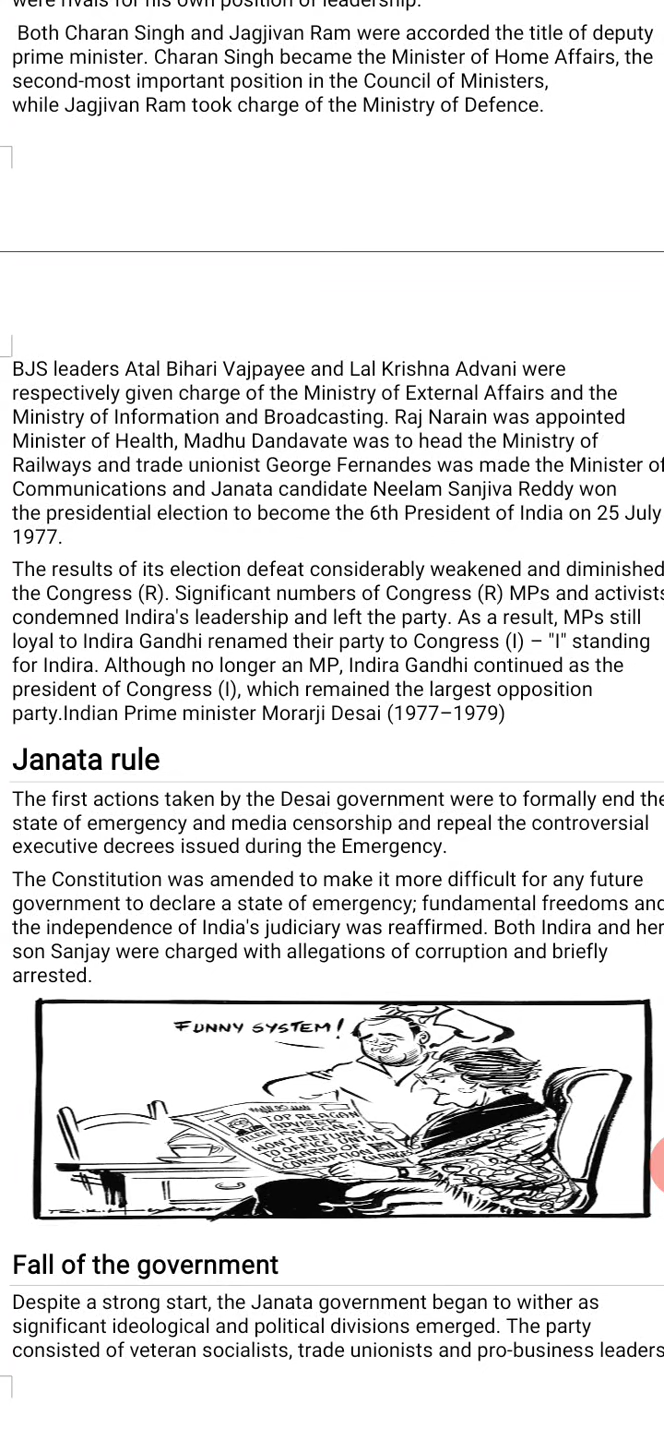 were rivals for his own position of leadership.
Both Charan Singh and Jagjivan Ram were accorded the title of deputy
prime minister. Charan Singh became the Minister of Home Affairs, the
second-most important position in the Council of Ministers,
while Jagjivan Ram took charge of the Ministry of Defence.
BJS leaders Atal Bihari Vajpayee and Lal Krishna Advani were
respectively given charge of the Ministry of External Affairs and the
Ministry of Information and Broadcasting. Raj Narain was appointed
Minister of Health, Madhu Dandavate was to head the Ministry of
Railways and trade unionist George Fernandes was made the Minister of
Communications and Janata candidate Neelam Sanjiva Reddy won
the presidential election to become the 6th President of India on 25 July
1977.
The results of its election defeat considerably weakened and diminished
the Congress (R). Significant numbers of Congress (R) MPs and activists
condemned Indira's leadership and left the party. As a result, MPs still
loyal to Indira Gandhi renamed their party to Congress (I) – "I" standing
for Indira. Although no longer an MP, Indira Gandhi continued as the
president of Congress (I), which remained the largest opposition
party.Indian Prime minister Morarji Desai (1977–1979)
Janata rule
The first actions taken by the Desai government were to formally end the
state of emergency and media censorship and repeal the controversial
executive decrees issued during the Emergency.
The Constitution was amended to make it more difficult for any future
government to declare a state of emergency; fundamental freedoms and
the independence of India's judiciary was reaffirmed. Both Indira and her
son Sanjay were charged with allegations of corruption and briefly
arrested.
FUNNY SYSTEM!
TOP REGION
ADVISER
RESIGNS!
WON'T RETURN
TO OFFICE UNTIL
CLEARED OF
CORRUPTION CHARGES
Fall of the government
Despite a strong start, the Janata government began to wither as
significant ideological and political divisions emerged. The party
consisted of veteran socialists, trade unionists and pro-business leaders